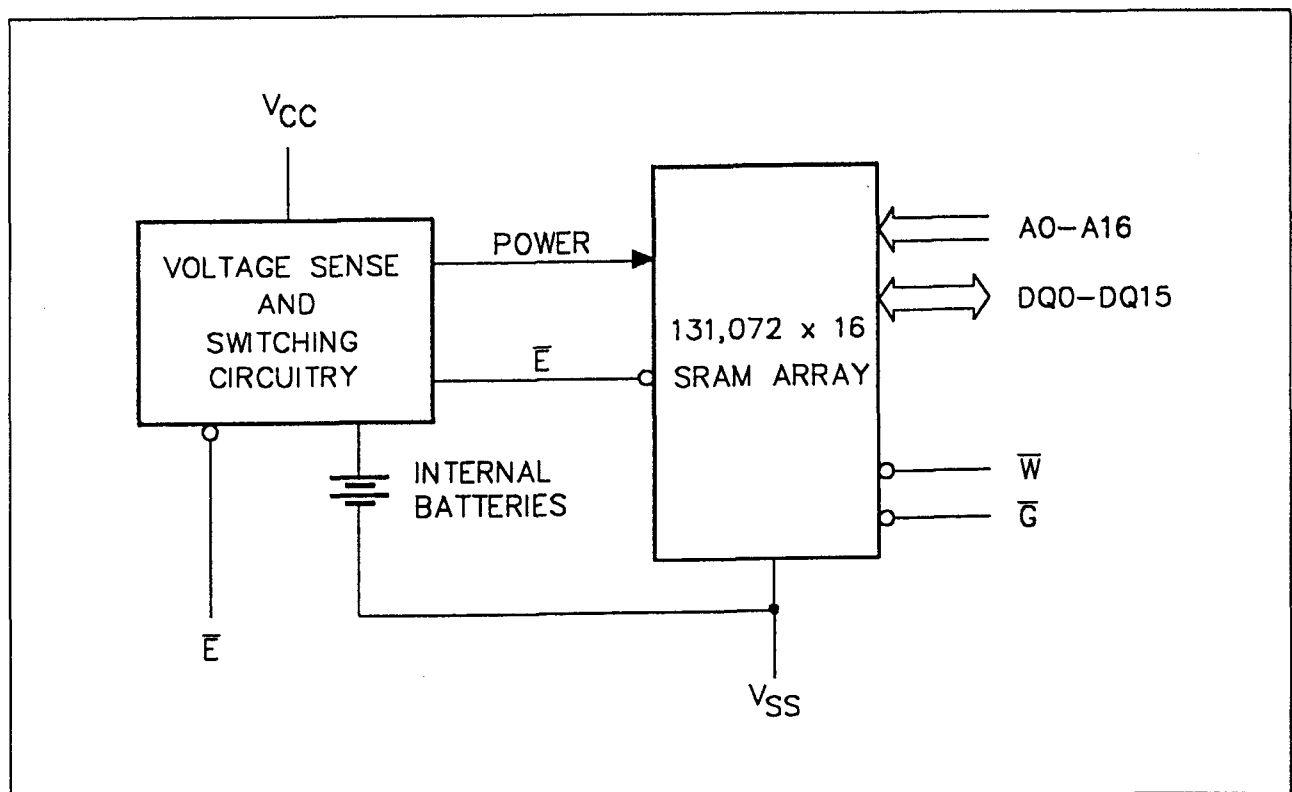 VCC
VOLTAGE SENSE
AND
SWITCHING
CIRCUITRY
POWER
E̅
INTERNAL
BATTERIES
E̅
131,072 x 16
SRAM ARRAY
A0-A16
DQ0-DQ15
W̅
G̅
VSS